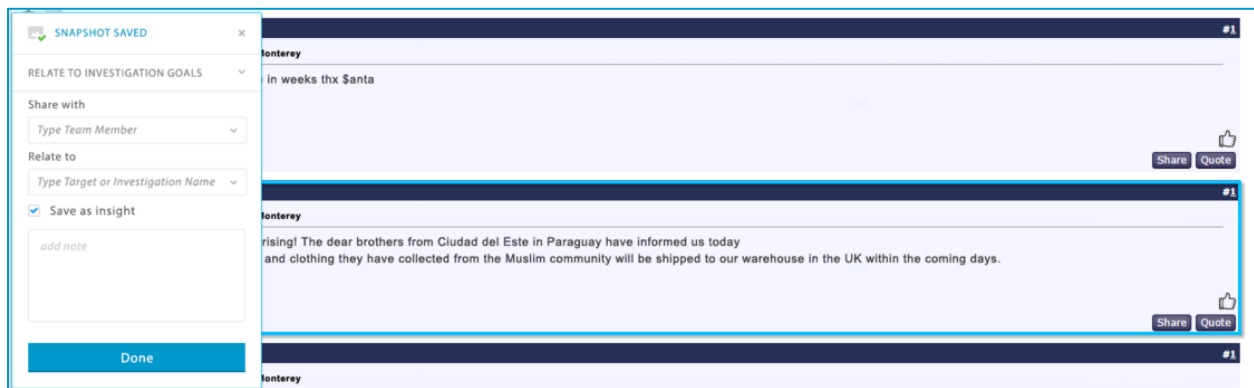 SNAPSHOT SAVED
×
RELATE TO INVESTIGATION GOALS
Share with
Type Team Member
Relate to
Type Target or Investigation Name
Save as insight
add note
Done
#1
in weeks thx $anta
Share Quote
#1
rising! The dear brothers from Ciudad del Este in Paraguay have informed us today
and clothing they have collected from the Muslim community will be shipped to our warehouse in the UK within the coming days.
Share Quote
#1